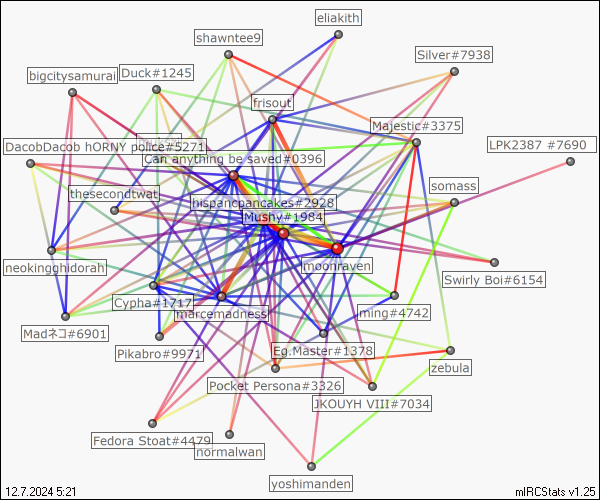 eliakith
shawntee9
Silver#7938
bigcitysamurai
Duck#1245
frisout
Majestic#3375
DacobDacob hORNY police#5271
LPK2387 #7690
Can anything be saved#0396
thesecondtwat
somass
hispanicpancakes#2928
Mushy#1984
moonraven
neokingghidorah
Swirly Boi#6154
Cypha#1717
marcemadness
ming#4742
Madネコ#6901
Pikabro#9971
Eg.Master#1378
zebula
Pocket Persona#3326
JKOUYH VIII#7034
Fedora Stoat#4479
normalwan
yoshimanden
12.7.2024 5:21
mIRCStats v1.25